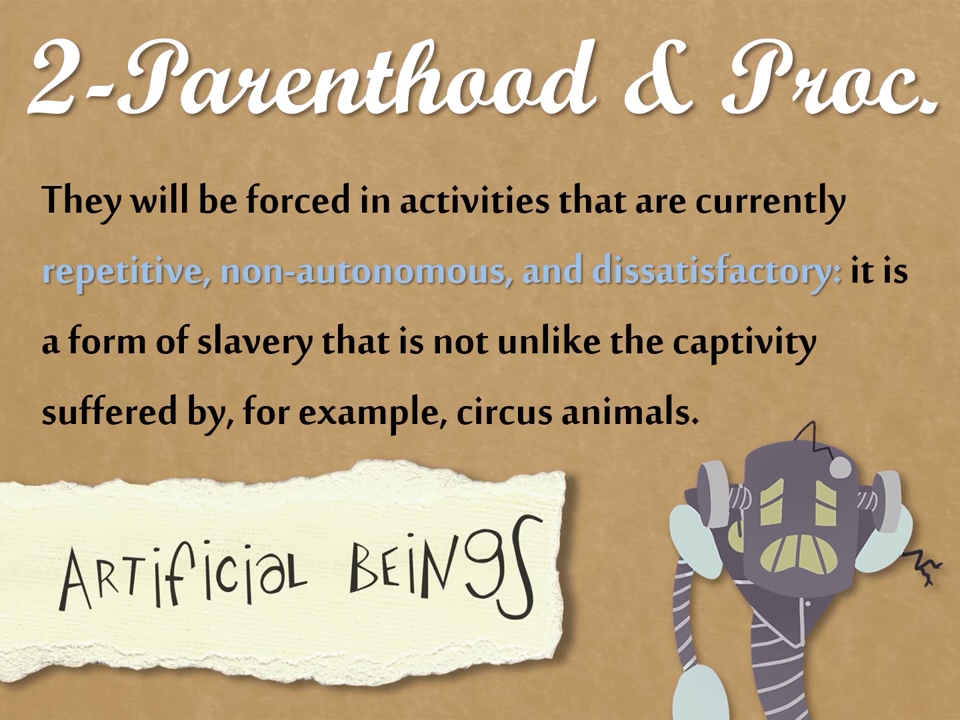 2-Parenthood & Proc.
They will be forced in activities that are currently
repetitive, non-autonomous, and dissatisfactory: it is
a form of slavery that is not unlike the captivity
suffered by, for example, circus animals.
ARTificiaL BEiNgS